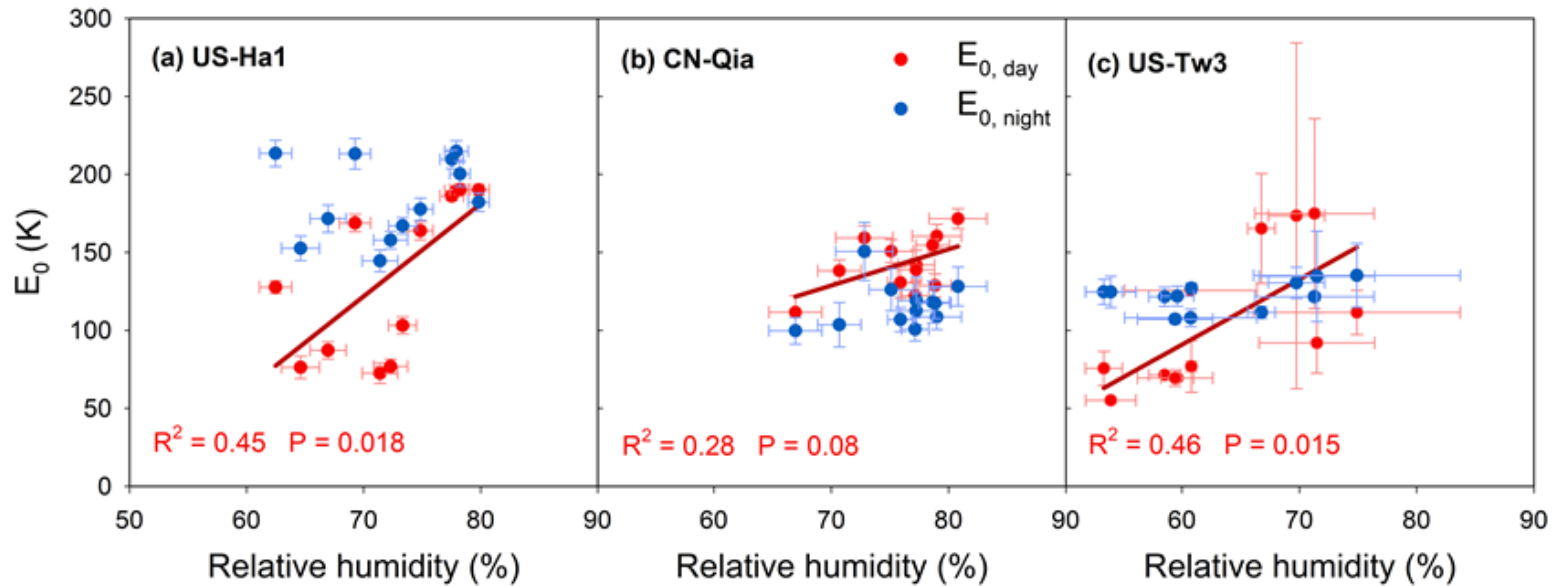 300
250
200
150
100
50
0
E0 (K)
(a) US-Ha1
R2 = 0.45 P = 0.018
50 60 70 80 90
Relative humidity (%)
(b) CN-Qia
E0, day
E0, night
R2 = 0.28 P = 0.08
60 70 80 90
Relative humidity (%)
(c) US-Tw3
R2 = 0.46 P = 0.015
60 70 80 90
Relative humidity (%)